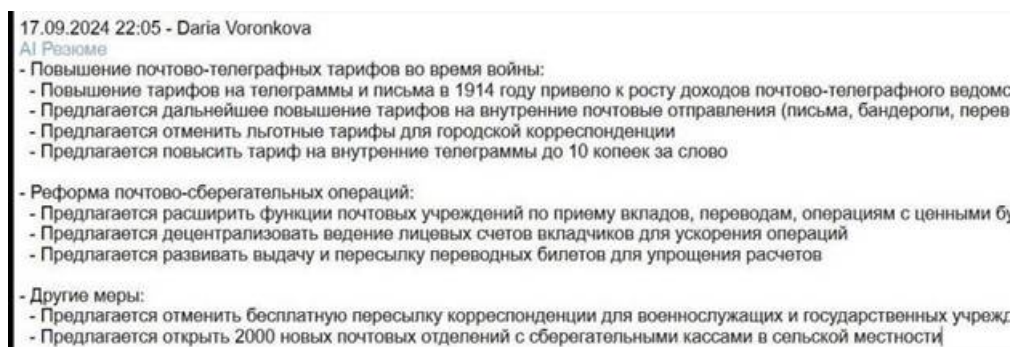 17.09.2024 22:05 - Daria Voronkova
AI Резюме
- Повышение почтово-телеграфных тарифов во время войны:
- Повышение тарифов на телеграммы и письма в 1914 году привело к росту доходов почтово-телеграфного ведомс
- Предлагается дальнейшее повышение тарифов на внутренние почтовые отправления (письма, бандероли, перев
- Предлагается отменить льготные тарифы для городской корреспонденции
- Предлагается повысить тариф на внутренние телеграммы до 10 копеек за слово
- Реформа почтово-сберегательных операций:
- Предлагается расширить функции почтовых учреждений по приему вкладов, переводам, операциям с ценными бу
- Предлагается децентрализовать ведение лицевых счетов вкладчиков для ускорения операций
- Предлагается развивать выдачу и пересылку переводных билетов для упрощения расчетов
- Другие меры:
- Предлагается отменить бесплатную пересылку корреспонденции для военнослужащих и государственных учрежд
- Предлагается открыть 2000 новых почтовых отделений с сберегательными кассами в сельской местности